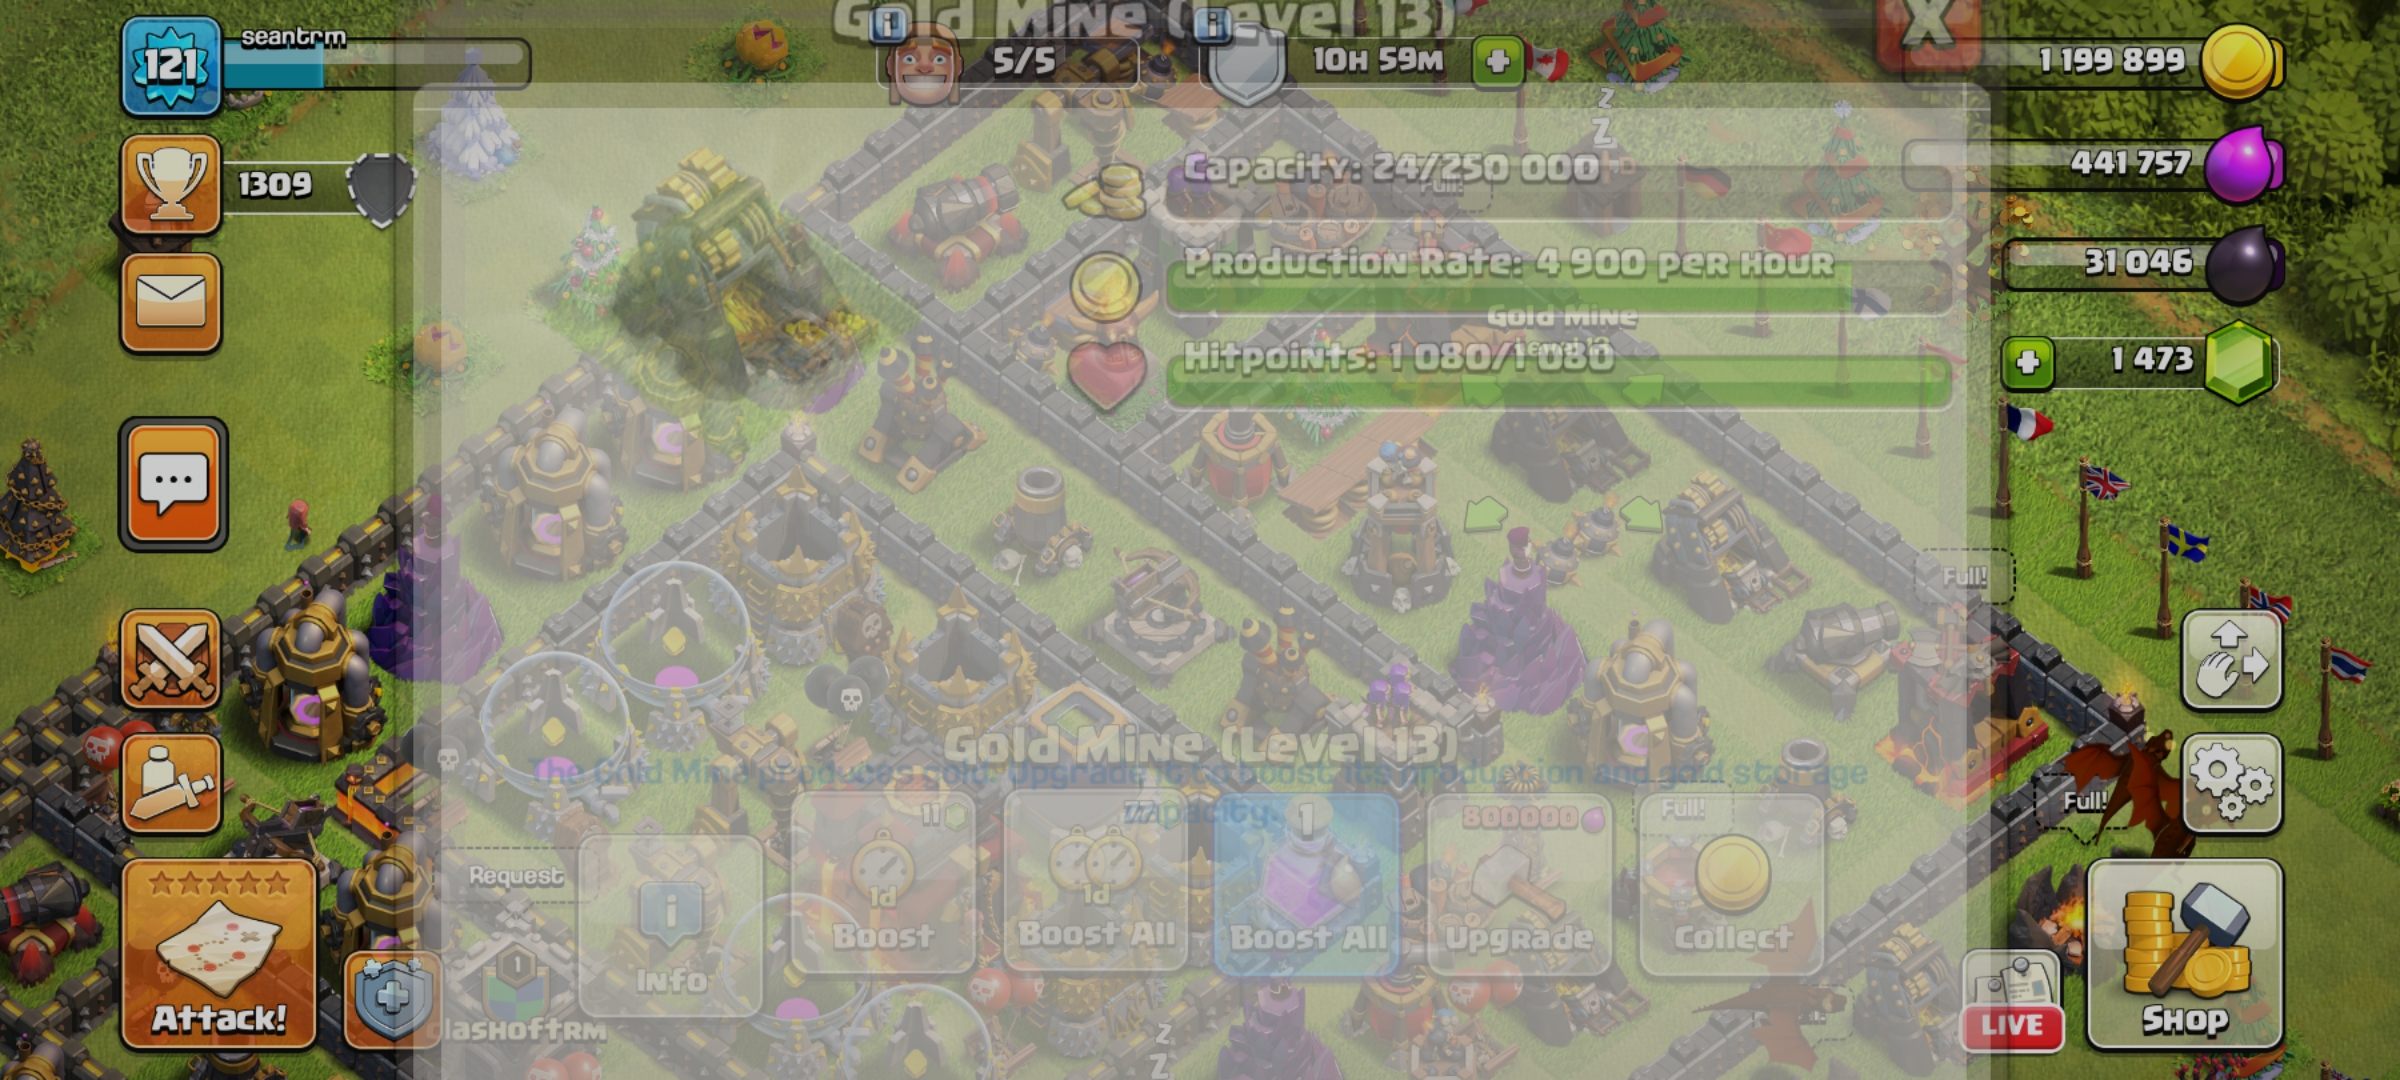 Gold Mine (Level 13)
121
seantrm
5/5
10H 59M
1 199 899
1309
441 757
31 046
1 473
Capacity: 24/250 000
Full!
Production Rate: 4 900 per Hour
Gold Mine
Level 13
Hitpoints: 1 080/1 080
Full!
Gold Mine (Level 13)
The Gold Mine produces gold. Upgrade it to boost its production and gold storage
capacity.
Full!
Full!
11
1
800000
Request
1d
1d
Info
Boost
Boost All
Boost All
Upgrade
Collect
1
Attack!
lashoftrm
LIVE
Shop
Z
Z
Z
Z